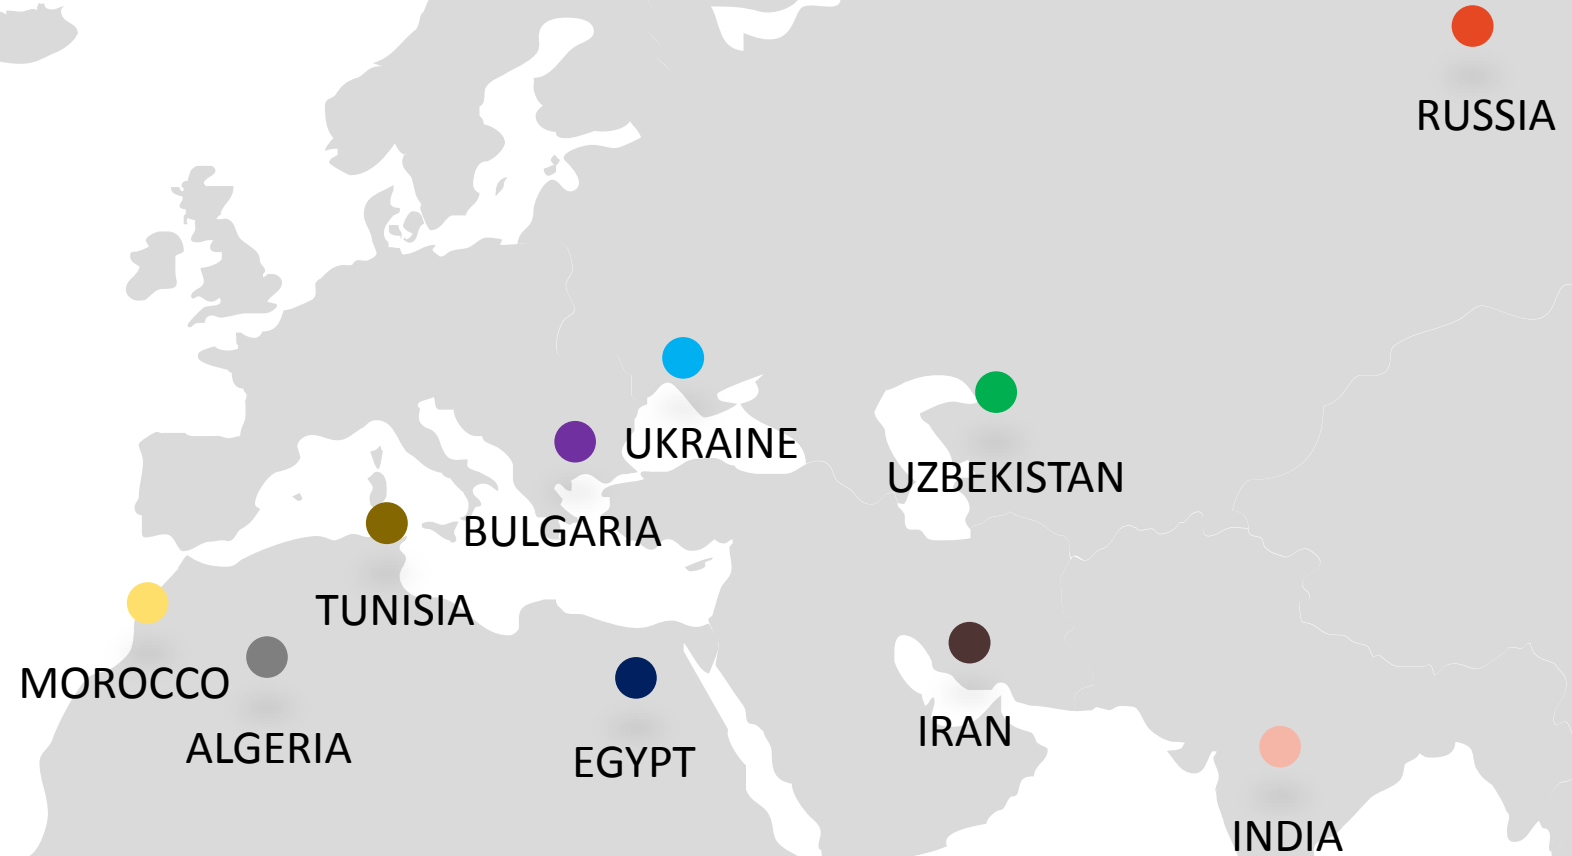 RUSSIA
UKRAINE
UZBEKISTAN
BULGARIA
TUNISIA
MOROCCO
ALGERIA
EGYPT
IRAN
INDIA